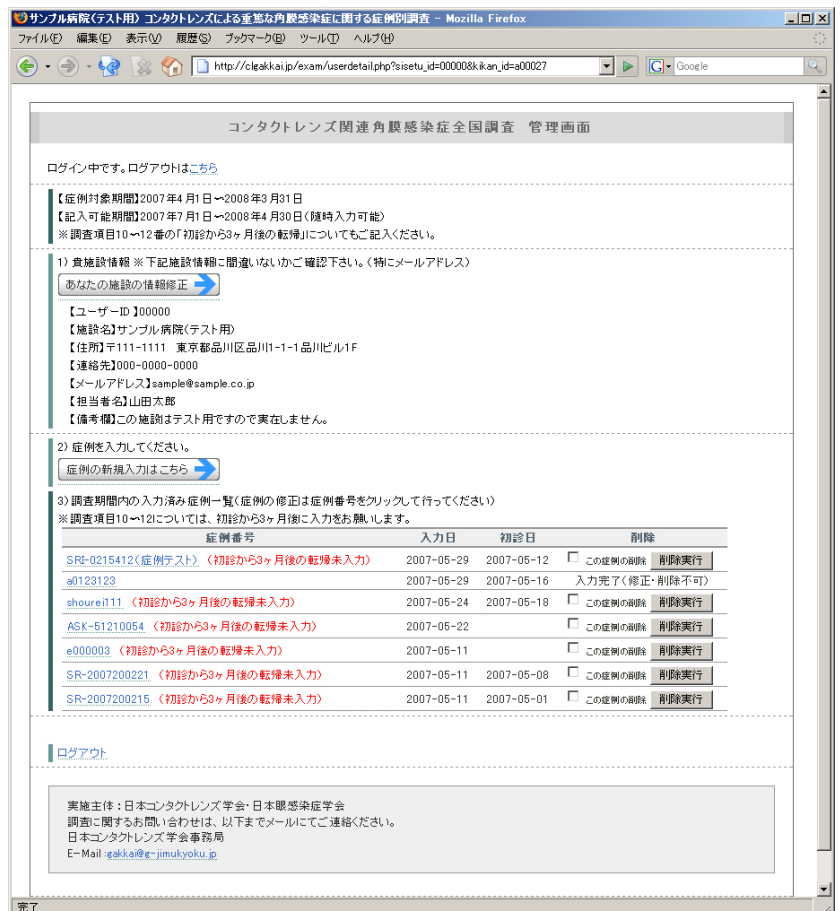 サンプル病院(テスト用) コンタクトレンズによる重篤な角膜感染症に関する症例別調査 - Mozilla Firefox
ファイル(F) 編集(E) 表示(V) 履歴(S) ブックマーク(B) ツール(T) ヘルプ(H)
http://clgakkai.jp/exam/userdetail.php?sisetu_id=00000&kikan_id=a00027
G Google
コンタクトレンズ関連角膜感染症全国調査 管理画面
ログイン中です。ログアウトはこちら
【症例対象期間】2007年4月1日〜2008年3月31日
【記入可能期間】2007年7月1日〜2008年4月30日(随時入力可能)
※調査項目10〜12番の「初診から3ヶ月後の転帰」についてもご記入ください。
1) 貴施設情報 ※下記施設情報に間違いないかご確認下さい。(特にメールアドレス)
あなたの施設の情報修正
【ユーザーID】00000
【施設名】サンプル病院(テスト用)
【住所】〒111-1111 東京都品川区品川1-1-1品川ビル1F
【連絡先】000-0000-0000
【メールアドレス】sample@sample.co.jp
【担当者名】山田太郎
【備考欄】この施設はテスト用ですので実在しません。
2) 症例を入力してください。
症例の新規入力はこちら
3)調査期間内の入力済み症例一覧(症例の修正は症例番号をクリックして行ってください)
※調査項目10〜12については、初診から3ヶ月後に入力をお願いします。
症例番号 入力日 初診日 削除
SRI-0215412(症例テスト) (初診から3ヶ月後の転帰未入力) 2007-05-29 2007-05-12 この症例の削除 削除実行
a0123123 2007-05-29 2007-05-16 入力完了(修正・削除不可)
shourei111 (初診から3ヶ月後の転帰未入力) 2007-05-24 2007-05-18 この症例の削除 削除実行
ASK-51210054 (初診から3ヶ月後の転帰未入力) 2007-05-22 この症例の削除 削除実行
e000003 (初診から3ヶ月後の転帰未入力) 2007-05-11 この症例の削除 削除実行
SR-2007200221 (初診から3ヶ月後の転帰未入力) 2007-05-11 2007-05-08 この症例の削除 削除実行
SR-2007200215 (初診から3ヶ月後の転帰未入力) 2007-05-11 2007-05-01 この症例の削除 削除実行
ログアウト
実施主体:日本コンタクトレンズ学会・日本眼感染症学会
調査に関するお問い合わせは、以下までメールにてご連絡ください。
日本コンタクトレンズ学会事務局
E-Mail:gakkai@g-jimukyoku.jp
完了